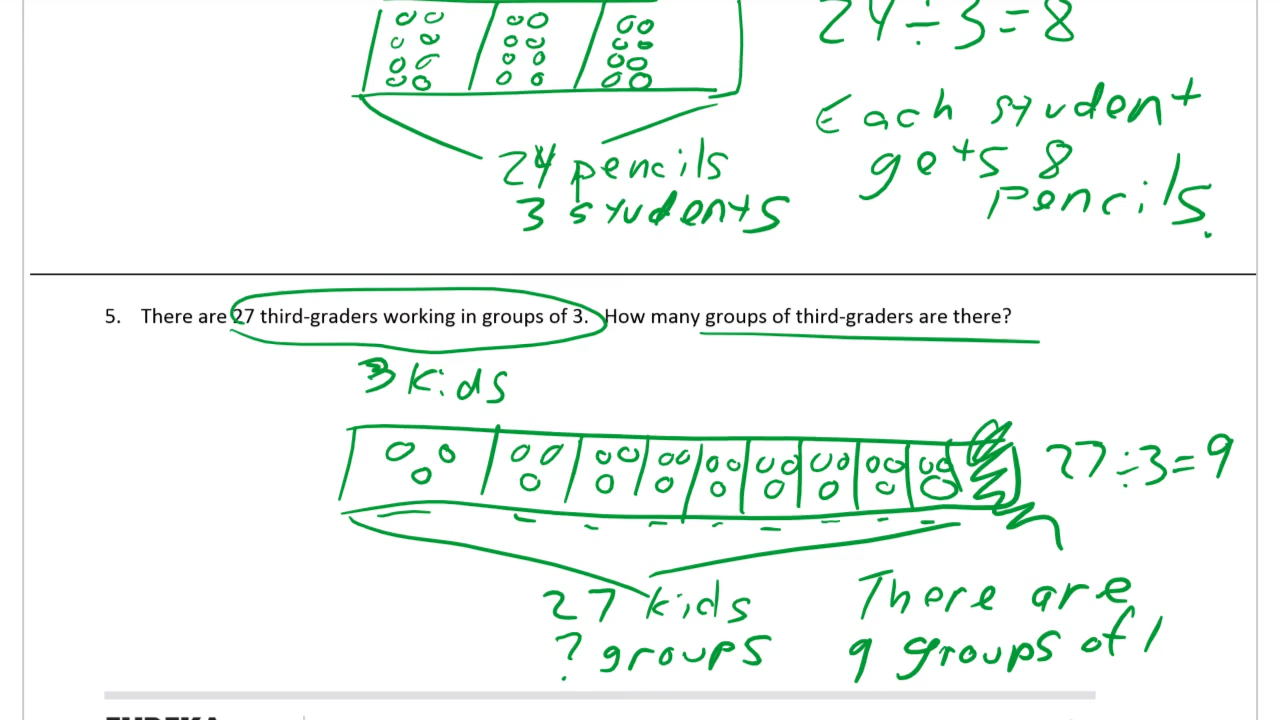 24 ÷ 3 = 8
Each student
gets 8
pencils.
24 pencils
3 students
5. There are 27 third-graders working in groups of 3. How many groups of third-graders are there?
3 kids
27 ÷ 3 = 9
27 kids
? groups
There are
9 groups of
EUREKA